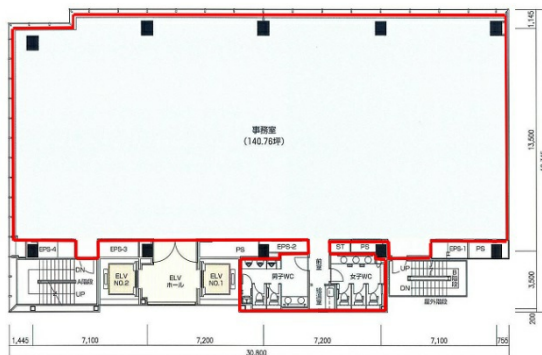 1,145
事務室
(140.76坪)
13,500
EPS-4
EPS-3
PS
EPS-2
ST
PS
EPS-1
PS
DN
A階段
UP
ELV
NO.2
ELV
ホール
ELV
NO.1
男子WC
女子WC
UP
DN
屋外階段
3,500
200
1,445
7,100
7,200
7,200
7,100
755
30,800